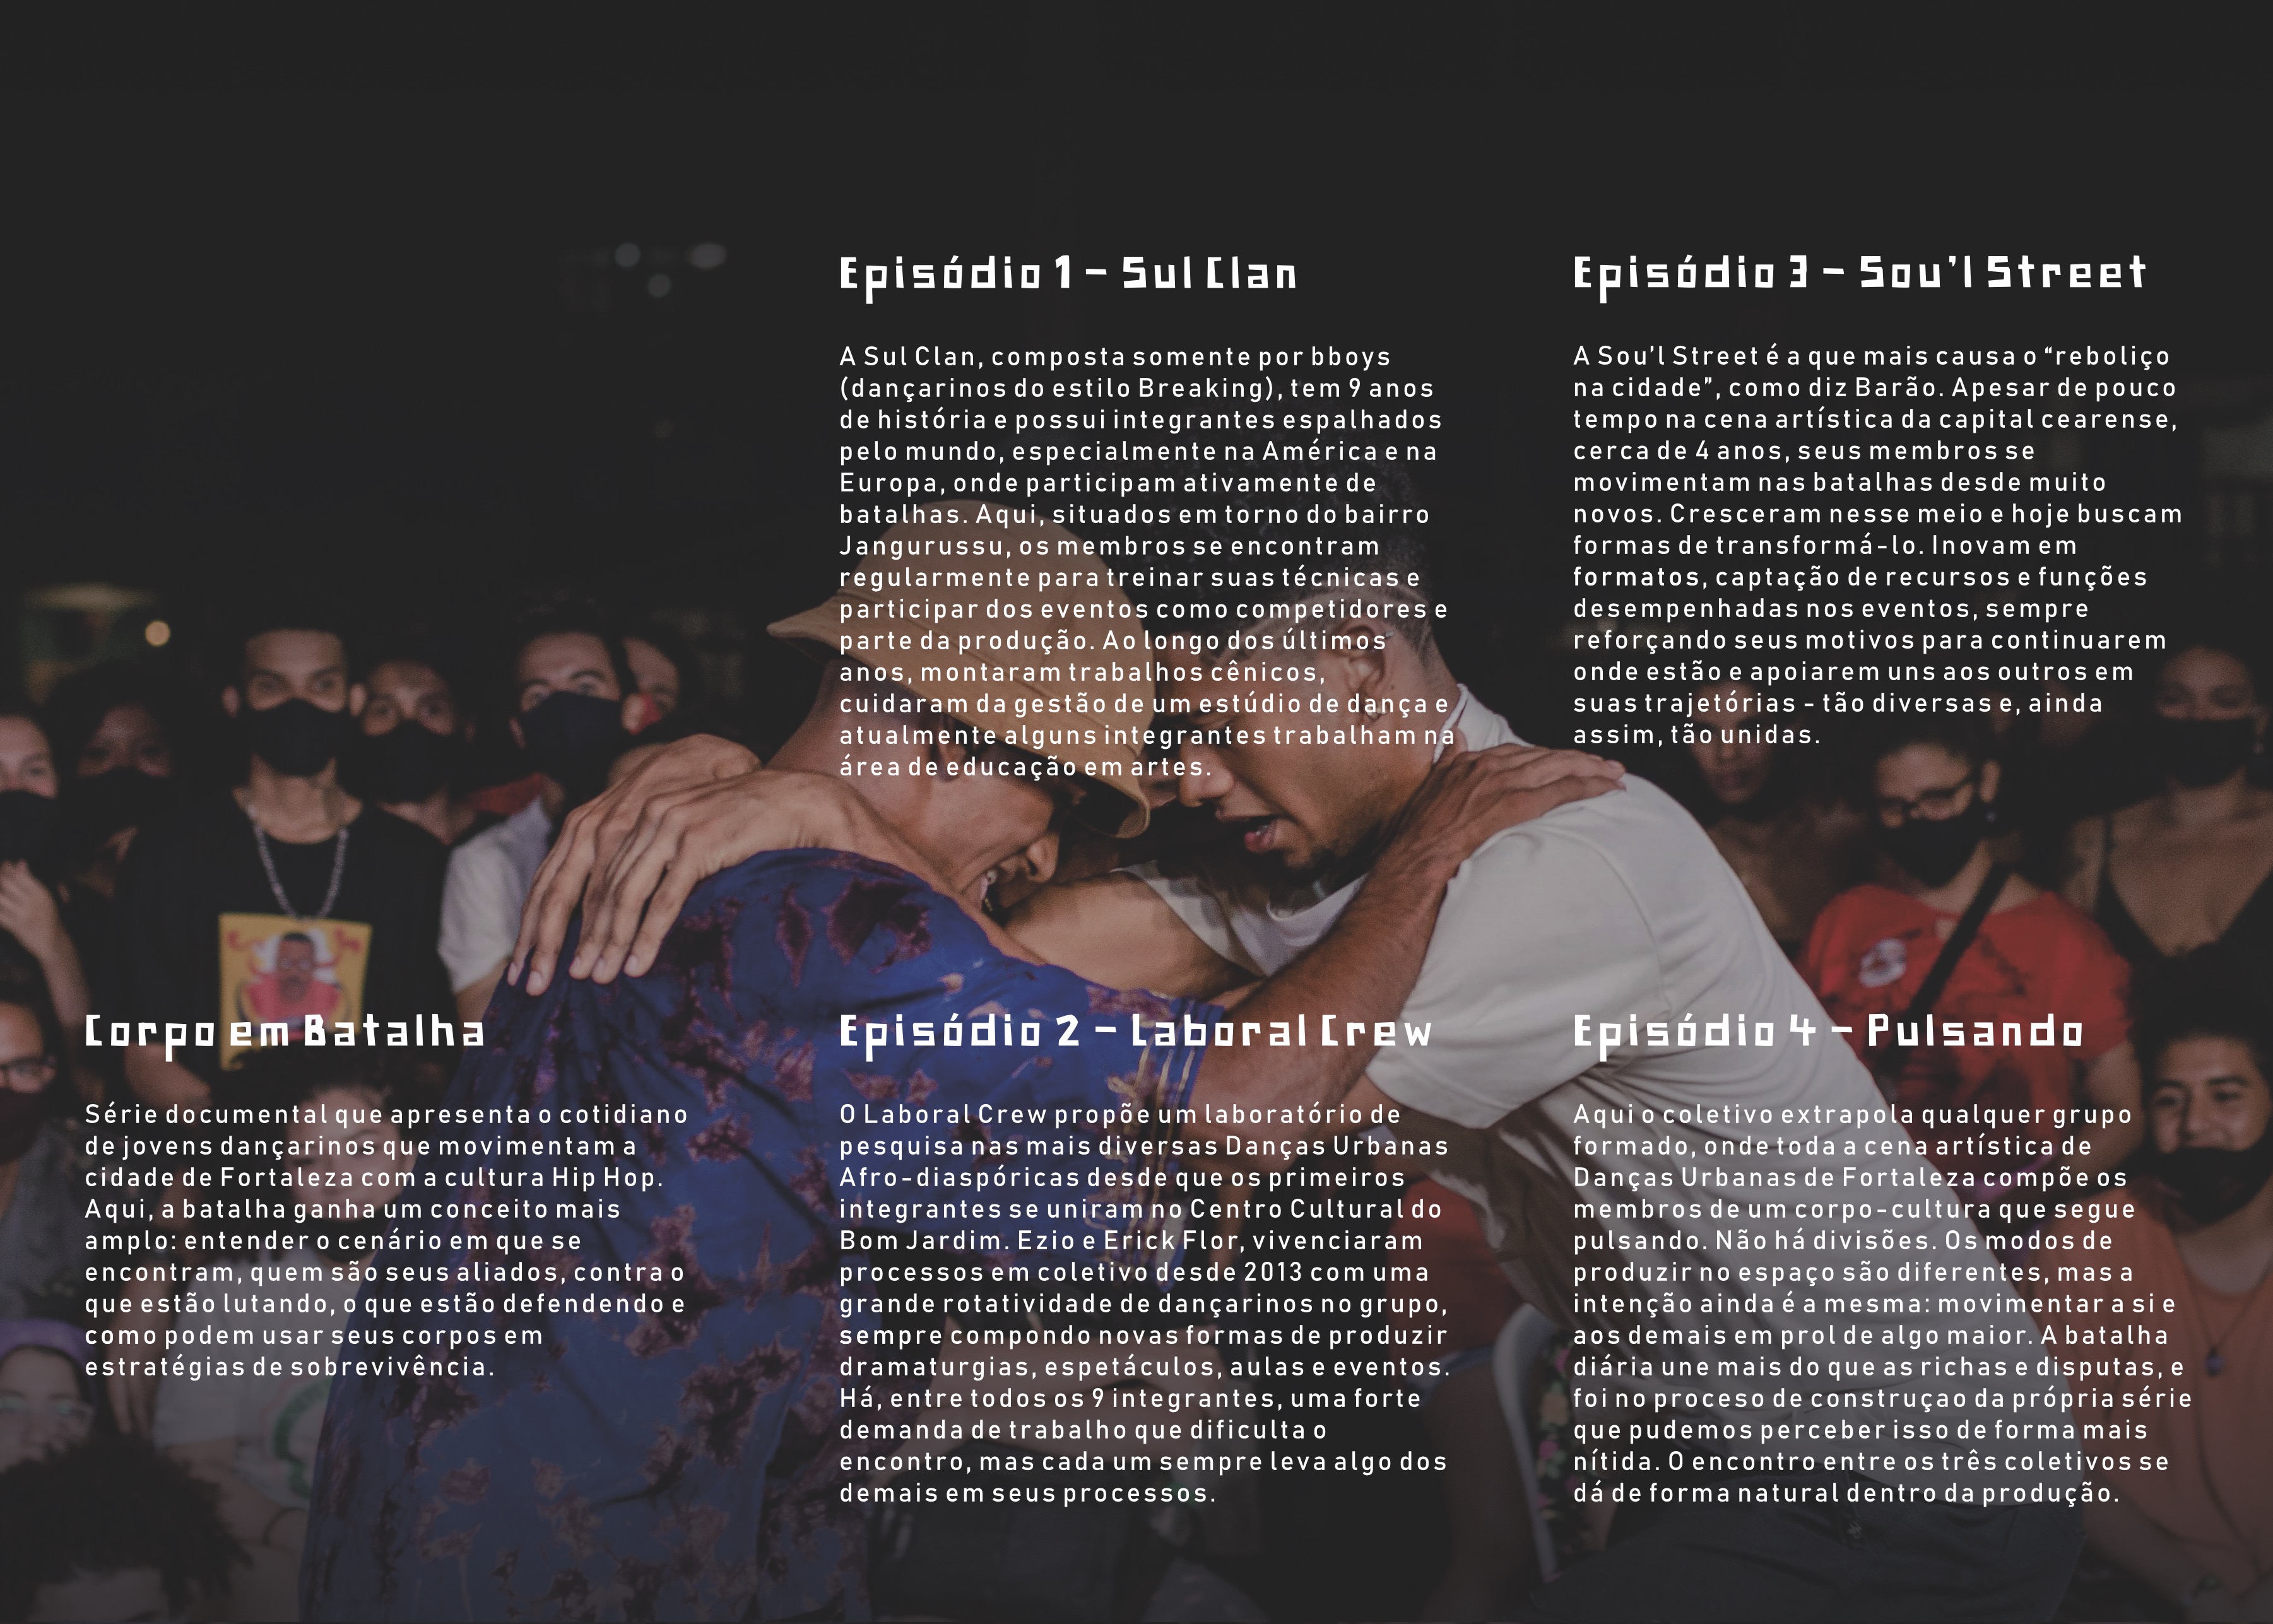 Corpo em Batalha
Série documental que apresenta o cotidiano
de jovens dançarinos que movimentam a
cidade de Fortaleza com a cultura Hip Hop.
Aqui, a batalha ganha um conceito mais
amplo: entender o cenário em que se
encontram, quem são seus aliados, contra o
que estão lutando, o que estão defendendo e
como podem usar seus corpos em
estratégias de sobrevivência.
Episódio 1 - Sul Clan
A Sul Clan, composta somente por bboys
(dançarinos do estilo Breaking), tem 9 anos
de história e possui integrantes espalhados
pelo mundo, especialmente na América e na
Europa, onde participam ativamente de
batalhas. Aqui, situados em torno do bairro
Jangurussu, os membros se encontram
regularmente para treinar suas técnicas e
participar dos eventos como competidores e
parte da produção. Ao longo dos últimos
anos, montaram trabalhos cênicos,
cuidaram da gestão de um estúdio de dança e
atualmente alguns integrantes trabalham na
área de educação em artes.
Episódio 2 - Laboral Crew
O Laboral Crew propõe um laboratório de
pesquisa nas mais diversas Danças Urbanas
Afro-diaspóricas desde que os primeiros
integrantes se uniram no Centro Cultural do
Bom Jardim. Ezio e Erick Flor, vivenciaram
processos em coletivo desde 2013 com uma
grande rotatividade de dançarinos no grupo,
sempre compondo novas formas de produzir
dramaturgias, espetáculos, aulas e eventos.
Há, entre todos os 9 integrantes, uma forte
demanda de trabalho que dificulta o
encontro, mas cada um sempre leva algo dos
demais em seus processos.
Episódio 3 - Sou'l Street
A Sou'l Street é a que mais causa o “reboliço
na cidade”, como diz Barão. Apesar de pouco
tempo na cena artística da capital cearense,
cerca de 4 anos, seus membros se
movimentam nas batalhas desde muito
novos. Cresceram nesse meio e hoje buscam
formas de transformá-lo. Inovam em
formatos, captação de recursos e funções
desempenhadas nos eventos, sempre
reforçando seus motivos para continuarem
onde estão e apoiarem uns aos outros em
suas trajetórias - tão diversas e, ainda
assim, tão unidas.
Episódio 4 - Pulsando
Aqui o coletivo extrapola qualquer grupo
formado, onde toda a cena artística de
Danças Urbanas de Fortaleza compõe os
membros de um corpo-cultura que segue
pulsando. Não há divisões. Os modos de
produzir no espaço são diferentes, mas a
intenção ainda é a mesma: movimentar a si e
aos demais em prol de algo maior. A batalha
diária une mais do que as richas e disputas, e
foi no proceso de construçao da própria série
que pudemos perceber isso de forma mais
nítida. O encontro entre os três coletivos se
dá de forma natural dentro da produção.